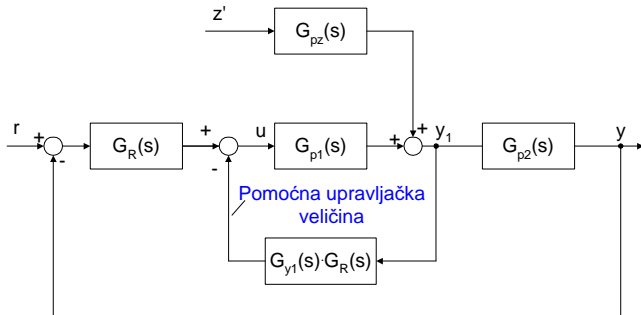 z'
G_pz(s)
r
+
-
G_R(s)
+
-
u
G_p1(s)
+
+
y_1
G_p2(s)
y
Pomoćna upravljačka
veličina
G_y1(s)·G_R(s)